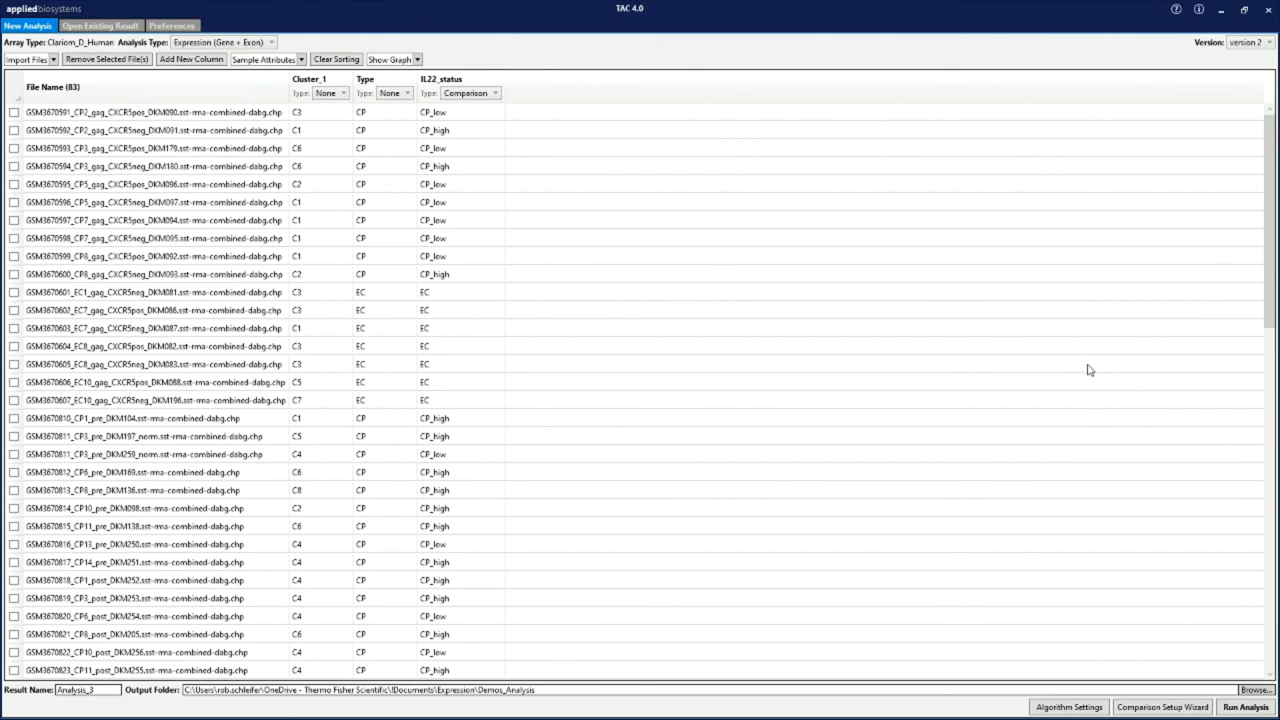 appliedbiosystems TAC 4.0
New Analysis Open Existing Result Preferences
Array Type: Clariom_D_Human Analysis Type: Expression (Gene + Exon) Version: version 2
Import Files Remove Selected File(s) Add New Column Sample Attributes Clear Sorting Show Graph
File Name (83) Cluster_1 Type IL22_status
Type: None Type: None Type: Comparison
GSM3670591_CP2_gag_CXCR5pos_DKM090.sst-rma-combined-dabg.chp C3 CP CP_low
GSM3670592_CP2_gag_CXCR5neg_DKM091.sst-rma-combined-dabg.chp C1 CP CP_high
GSM3670593_CP3_gag_CXCR5pos_DKM179.sst-rma-combined-dabg.chp C6 CP CP_low
GSM3670594_CP3_gag_CXCR5neg_DKM180.sst-rma-combined-dabg.chp C6 CP CP_high
GSM3670595_CP5_gag_CXCR5pos_DKM096.sst-rma-combined-dabg.chp C2 CP CP_low
GSM3670596_CP5_gag_CXCR5neg_DKM097.sst-rma-combined-dabg.chp C1 CP CP_low
GSM3670597_CP7_gag_CXCR5pos_DKM094.sst-rma-combined-dabg.chp C1 CP CP_low
GSM3670598_CP7_gag_CXCR5neg_DKM095.sst-rma-combined-dabg.chp C1 CP CP_low
GSM3670599_CP8_gag_CXCR5pos_DKM092.sst-rma-combined-dabg.chp C1 CP CP_low
GSM3670600_CP8_gag_CXCR5neg_DKM093.sst-rma-combined-dabg.chp C2 CP CP_high
GSM3670601_EC1_gag_CXCR5neg_DKM081.sst-rma-combined-dabg.chp C3 EC EC
GSM3670602_EC7_gag_CXCR5pos_DKM086.sst-rma-combined-dabg.chp C3 EC EC
GSM3670603_EC7_gag_CXCR5neg_DKM087.sst-rma-combined-dabg.chp C1 EC EC
GSM3670604_EC8_gag_CXCR5pos_DKM082.sst-rma-combined-dabg.chp C3 EC EC
GSM3670605_EC8_gag_CXCR5neg_DKM083.sst-rma-combined-dabg.chp C3 EC EC
GSM3670606_EC10_gag_CXCR5pos_DKM088.sst-rma-combined-dabg.chp C5 EC EC
GSM3670607_EC10_gag_CXCR5neg_DKM196.sst-rma-combined-dabg.chp C7 EC EC
GSM3670810_CP1_pre_DKM104.sst-rma-combined-dabg.chp C1 CP CP_high
GSM3670811_CP3_pre_DKM197_norm.sst-rma-combined-dabg.chp C5 CP CP_high
GSM3670811_CP3_pre_DKM259_norm.sst-rma-combined-dabg.chp C4 CP CP_low
GSM3670812_CP6_pre_DKM169.sst-rma-combined-dabg.chp C6 CP CP_high
GSM3670813_CP8_pre_DKM136.sst-rma-combined-dabg.chp C8 CP CP_high
GSM3670814_CP10_pre_DKM098.sst-rma-combined-dabg.chp C2 CP CP_high
GSM3670815_CP11_pre_DKM138.sst-rma-combined-dabg.chp C6 CP CP_high
GSM3670816_CP13_pre_DKM250.sst-rma-combined-dabg.chp C4 CP CP_low
GSM3670817_CP14_pre_DKM251.sst-rma-combined-dabg.chp C4 CP CP_high
GSM3670818_CP1_post_DKM252.sst-rma-combined-dabg.chp C4 CP CP_high
GSM3670819_CP3_post_DKM253.sst-rma-combined-dabg.chp C4 CP CP_high
GSM3670820_CP6_post_DKM254.sst-rma-combined-dabg.chp C4 CP CP_low
GSM3670821_CP8_post_DKM205.sst-rma-combined-dabg.chp C6 CP CP_high
GSM3670822_CP10_post_DKM256.sst-rma-combined-dabg.chp C4 CP CP_low
GSM3670823_CP11_post_DKM255.sst-rma-combined-dabg.chp C4 CP CP_high
Result Name: Analysis_3 Output Folder: C:\Users\rob.schleifer\OneDrive - Thermo Fisher Scientific\!Documents\Expression\Demos_Analysis Browse...
Algorithm Settings Comparison Setup Wizard Run Analysis